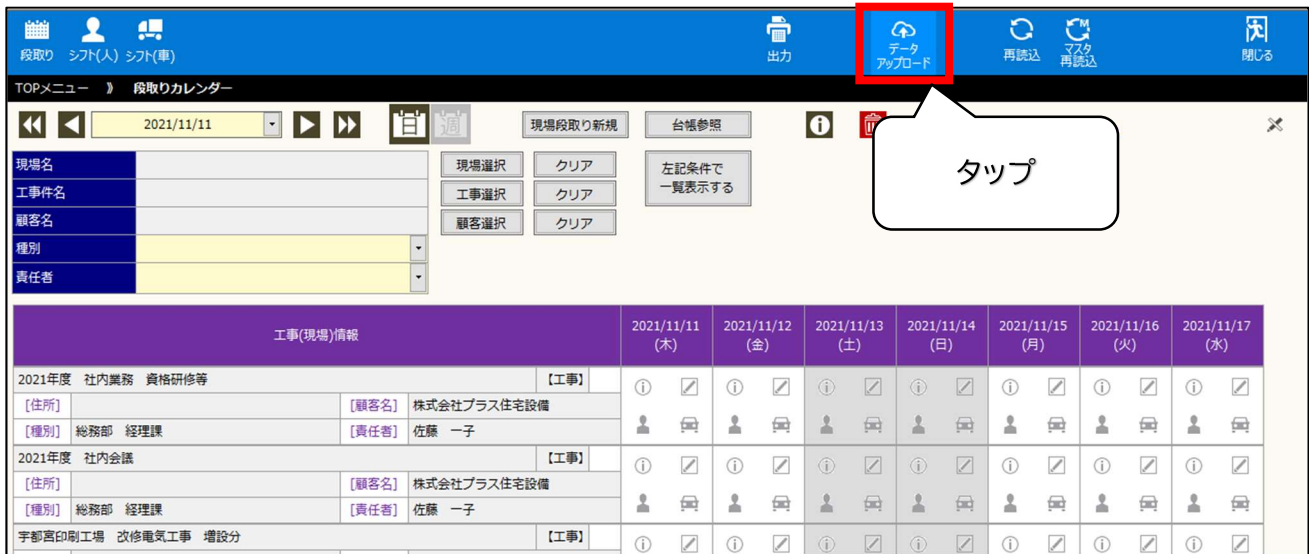 段取り シフト(人) シフト(車) 出力 データ アップロード 再読込 マスタ 再読込 閉じる
TOPメニュー 》 段取りカレンダー
2021/11/11 日 週 現場段取り新規 台帳参照
タップ
現場名 現場選択 クリア 左記条件で
工事件名 工事選択 クリア 一覧表示する
顧客名 顧客選択 クリア
種別
責任者
工事(現場)情報 2021/11/11 2021/11/12 2021/11/13 2021/11/14 2021/11/15 2021/11/16 2021/11/17
(木) (金) (土) (日) (月) (火) (水)
2021年度 社内業務 資格研修等 【工事】
[住所] [顧客名] 株式会社プラス住宅設備
[種別] 総務部 経理課 [責任者] 佐藤 一子
2021年度 社内会議 【工事】
[住所] [顧客名] 株式会社プラス住宅設備
[種別] 総務部 経理課 [責任者] 佐藤 一子
宇都宮印刷工場 改修電気工事 増設分 【工事】